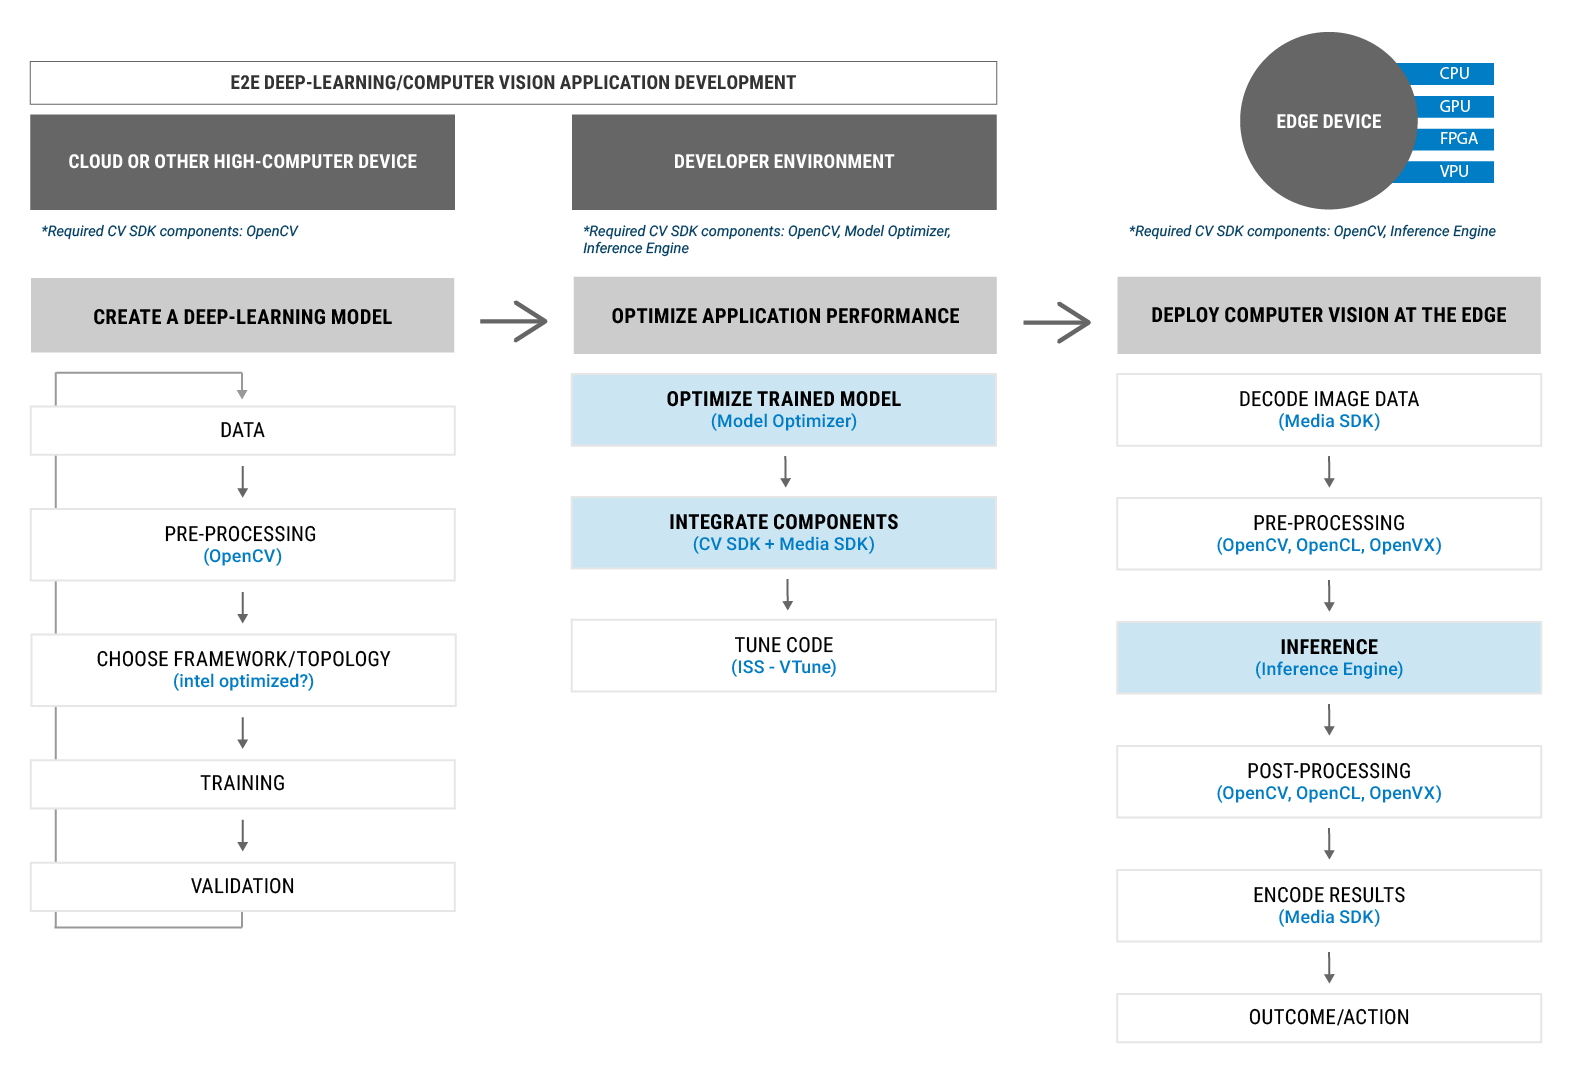 E2E DEEP-LEARNING/COMPUTER VISION APPLICATION DEVELOPMENT
CLOUD OR OTHER HIGH-COMPUTER DEVICE
*Required CV SDK components: OpenCV
CREATE A DEEP-LEARNING MODEL
DATA
PRE-PROCESSING
(OpenCV)
CHOOSE FRAMEWORK/TOPOLOGY
(intel optimized?)
TRAINING
VALIDATION
DEVELOPER ENVIRONMENT
*Required CV SDK components: OpenCV, Model Optimizer,
Inference Engine
OPTIMIZE APPLICATION PERFORMANCE
OPTIMIZE TRAINED MODEL
(Model Optimizer)
INTEGRATE COMPONENTS
(CV SDK + Media SDK)
TUNE CODE
(ISS - VTune)
EDGE DEVICE
CPU
GPU
FPGA
VPU
*Required CV SDK components: OpenCV, Inference Engine
DEPLOY COMPUTER VISION AT THE EDGE
DECODE IMAGE DATA
(Media SDK)
PRE-PROCESSING
(OpenCV, OpenCL, OpenVX)
INFERENCE
(Inference Engine)
POST-PROCESSING
(OpenCV, OpenCL, OpenVX)
ENCODE RESULTS
(Media SDK)
OUTCOME/ACTION